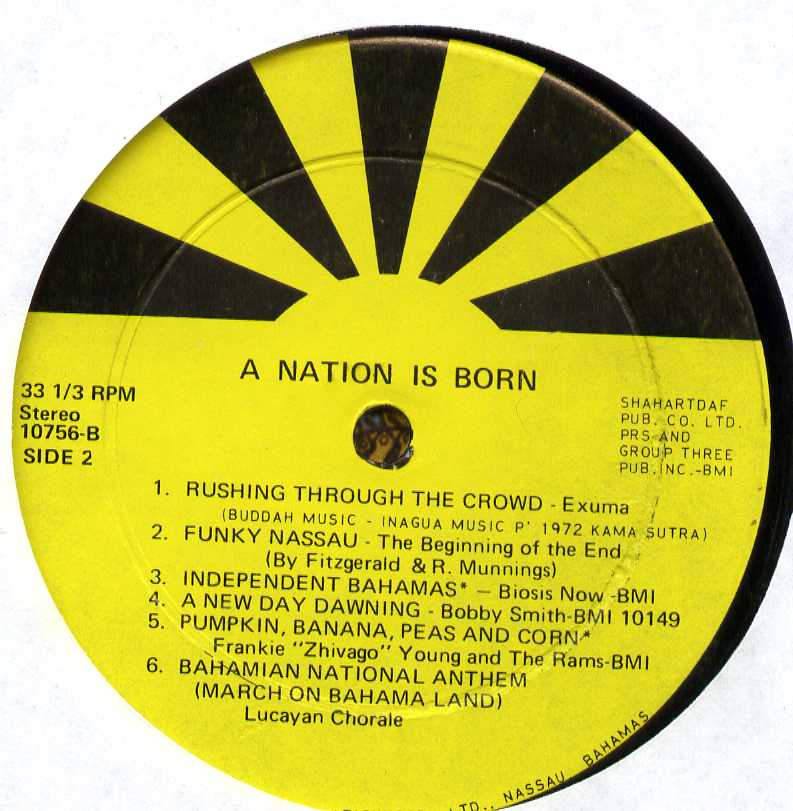 A NATION IS BORN
33 1/3 RPM
Stereo
10756-B
SIDE 2
SHAHARTDAF
PUB. CO. LTD.
PRS AND
GROUP THREE
PUB. INC.-BMI
1. RUSHING THROUGH THE CROWD - Exuma
(BUDDAH MUSIC - INAGUA MUSIC P' 1972 KAMA SUTRA)
2. FUNKY NASSAU - The Beginning of the End
(By Fitzgerald & R. Munnings)
3. INDEPENDENT BAHAMAS* - Biosis Now -BMI
4. A NEW DAY DAWNING - Bobby Smith-BMI 10149
5. PUMPKIN, BANANA, PEAS AND CORN*
Frankie "Zhivago" Young and The Rams-BMI
6. BAHAMIAN NATIONAL ANTHEM
(MARCH ON BAHAMA LAND)
Lucayan Chorale
LTD., NASSAU, BAHAMAS